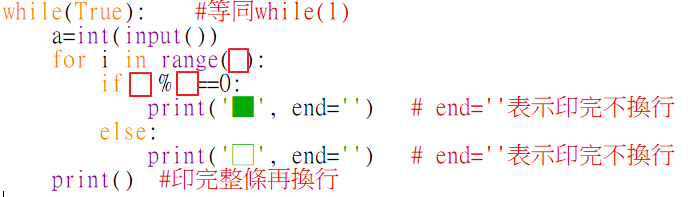 while(True):    #等同while(1)
    a=int(input())
    for i in range(□):
        if □ % □==0:
            print('■', end='')   # end=''表示印完不換行
        else:
            print('□', end='')   # end=''表示印完不換行
    print()  #印完整條再換行